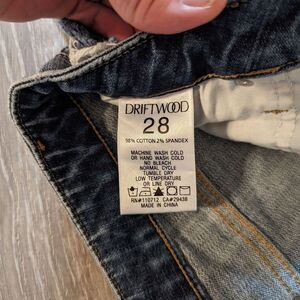 DRIFTWOOD
28
98% COTTON 2% SPANDEX
MACHINE WASH COLD
OR HAND WASH COLD
NO BLEACH
NORMAL CYCLE
TUMBLE DRY
LOW TEMPERATURE
OR LINE DRY
RN#110712 CA#29438
MADE IN CHINA